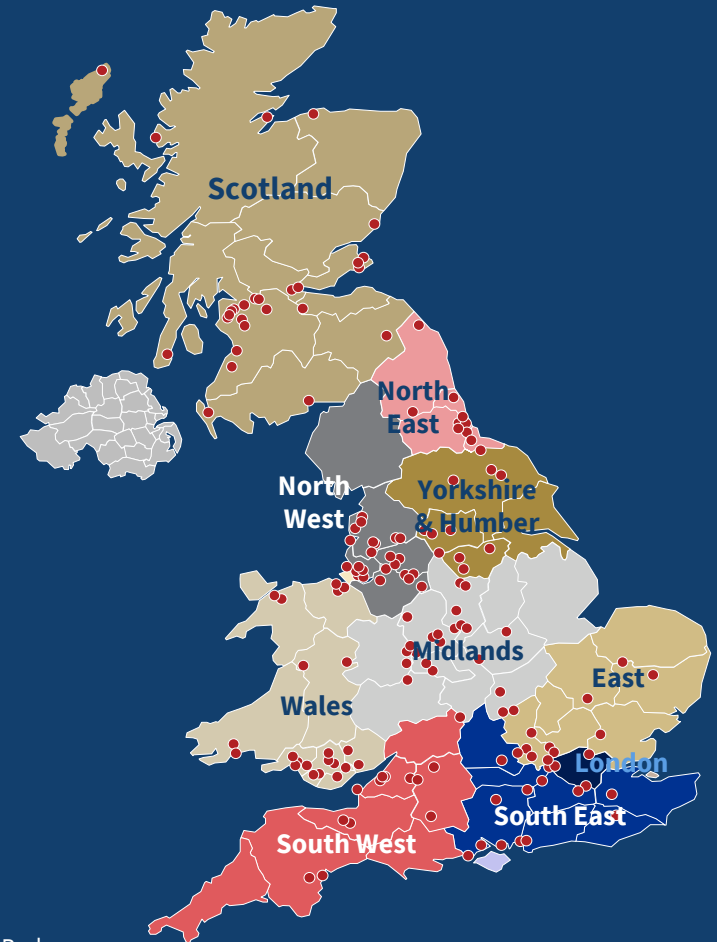 Scotland
North
East
North
West
Yorkshire
& Humber
Midlands
East
Wales
London
South East
South West